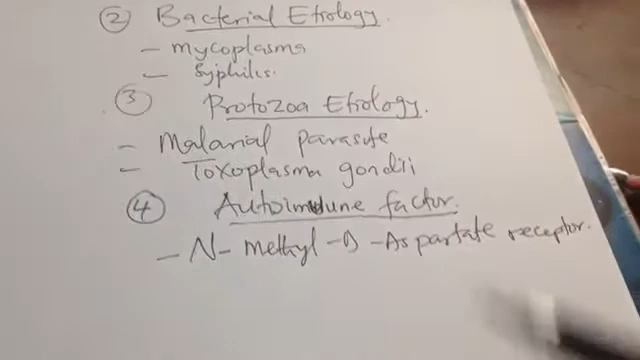 ② Bacterial Etiology.
- Mycoplasma
- Syphilis.
③ Protozoa Etiology.
- Malarial parasite
- Toxoplasma gondii
④ Autoimmune factor.
- N-methyl-D-Aspartate receptor.